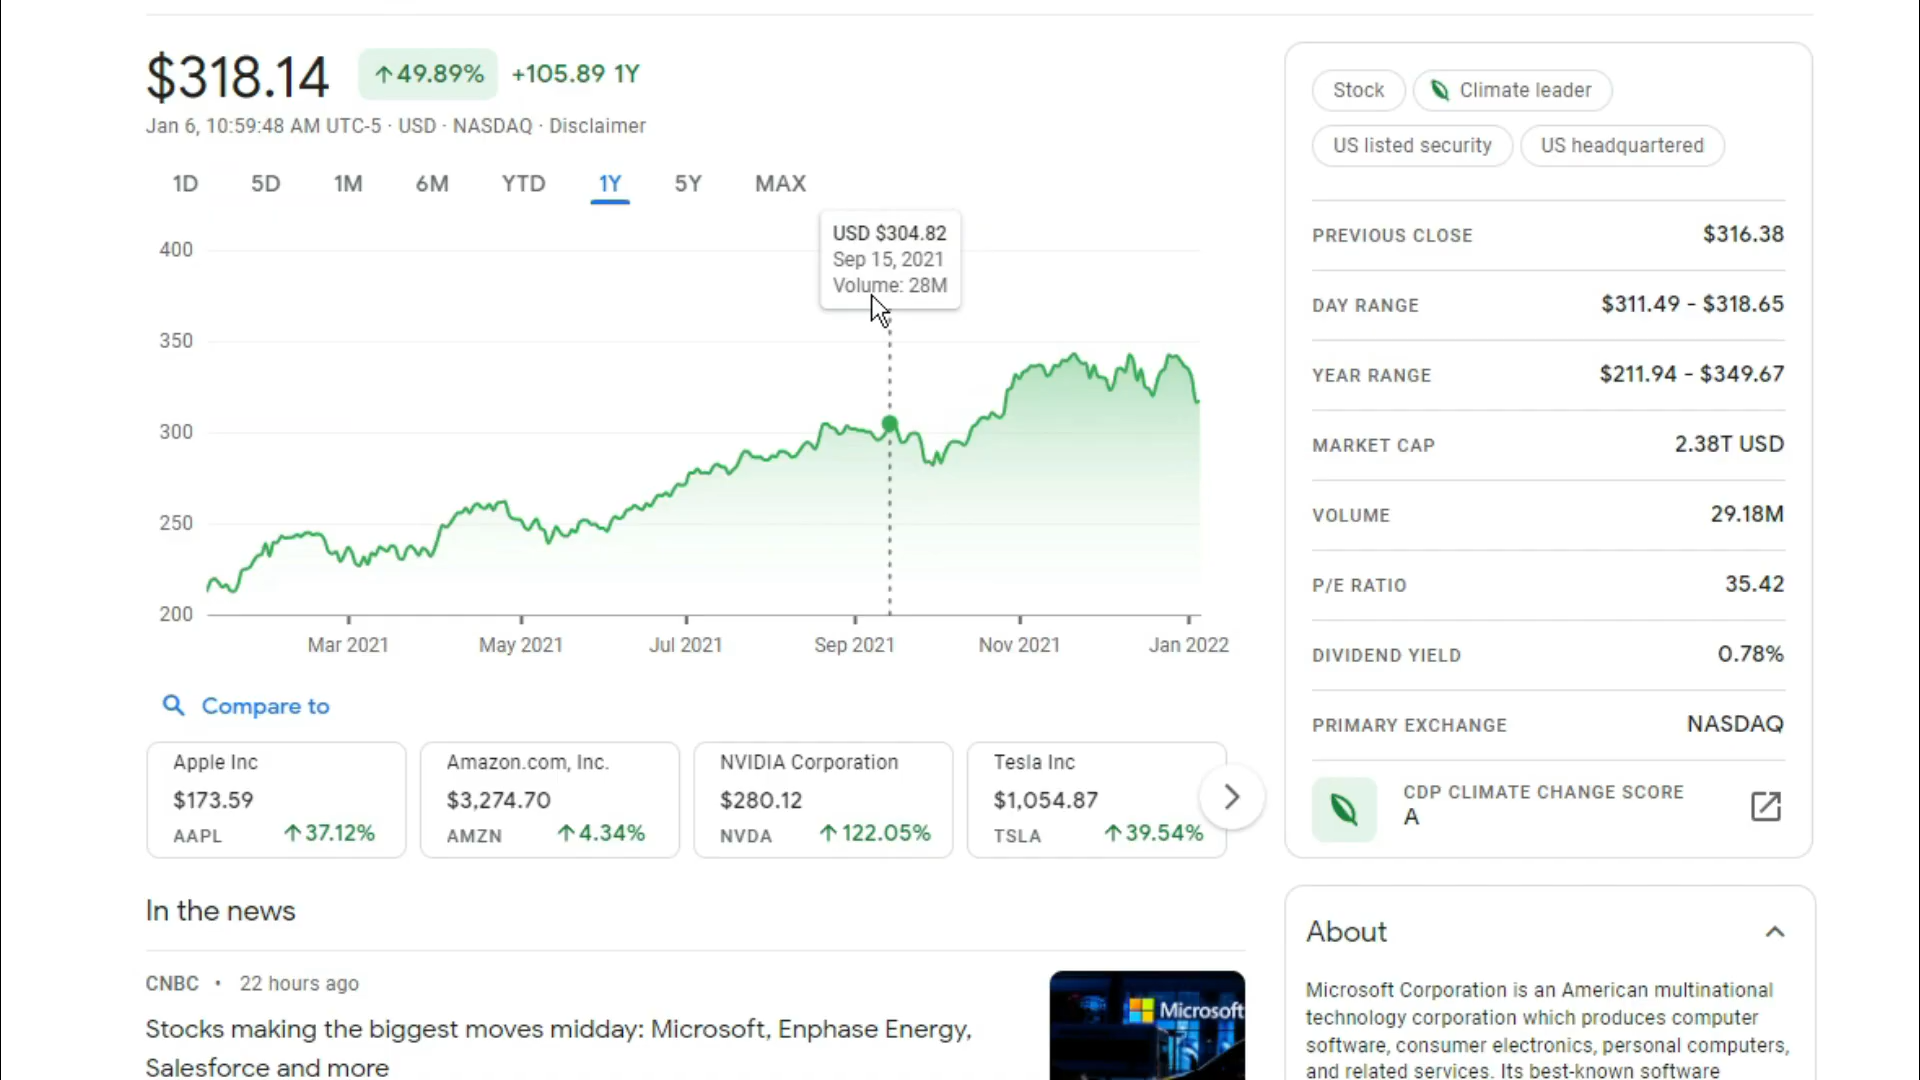 $318.14 ↑49.89% +105.89 1Y
Jan 6, 10:59:48 AM UTC-5 · USD · NASDAQ · Disclaimer
1D 5D 1M 6M YTD 1Y 5Y MAX
USD $304.82
Sep 15, 2021
Volume: 28M
400
350
300
250
200
Mar 2021 May 2021 Jul 2021 Sep 2021 Nov 2021 Jan 2022
Compare to
Apple Inc
$173.59
AAPL ↑37.12%
Amazon.com, Inc.
$3,274.70
AMZN ↑4.34%
NVIDIA Corporation
$280.12
NVDA ↑122.05%
Tesla Inc
$1,054.87
TSLA ↑39.54%
In the news
CNBC • 22 hours ago
Stocks making the biggest moves midday: Microsoft, Enphase Energy,
Salesforce and more
Microsoft
Stock Climate leader
US listed security US headquartered
PREVIOUS CLOSE $316.38
DAY RANGE $311.49 - $318.65
YEAR RANGE $211.94 - $349.67
MARKET CAP 2.38T USD
VOLUME 29.18M
P/E RATIO 35.42
DIVIDEND YIELD 0.78%
PRIMARY EXCHANGE NASDAQ
CDP CLIMATE CHANGE SCORE
A
About
Microsoft Corporation is an American multinational
technology corporation which produces computer
software, consumer electronics, personal computers,
and related services. Its best-known software